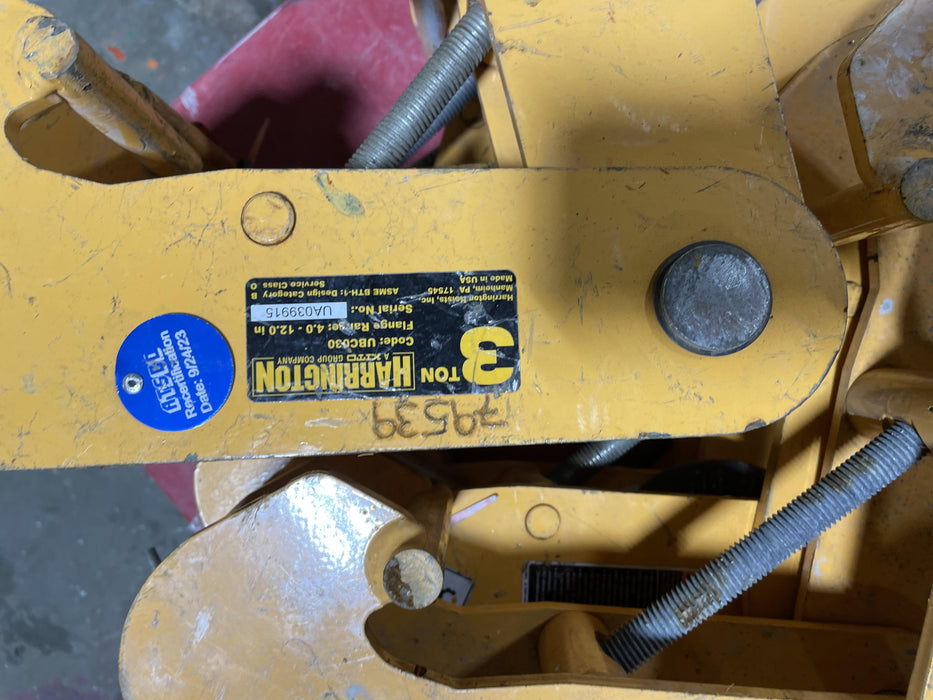 3 TON
HARRINGTON
A KITO GROUP COMPANY
Code: UBC030
Flange Range: 4.0 - 12.0 in
Serial No.: UA039915
Harrington Hoists, Inc.
Manheim, PA 17545
Made in USA
ASME BTH-1: Design Category B
Service Class 0
79539
Recertification
Date: 9/24/23